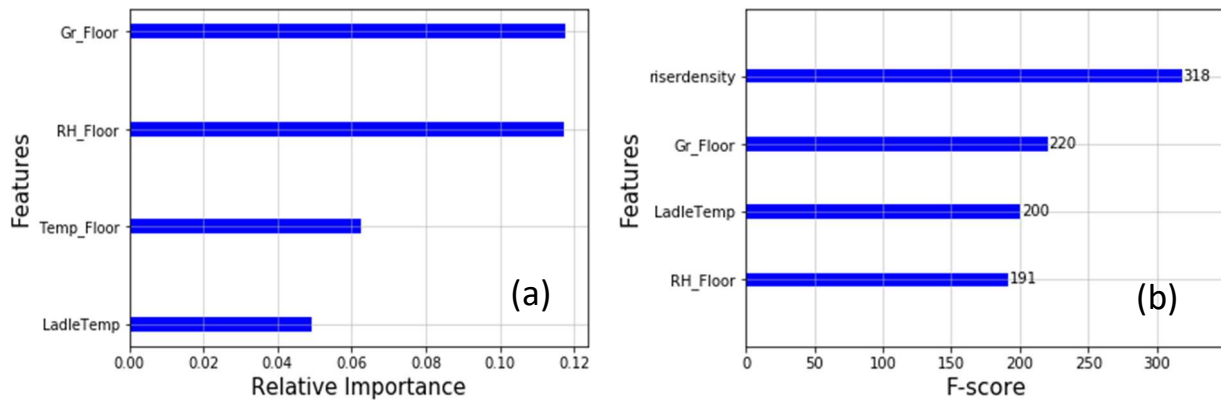 Features
Gr_Floor
RH_Floor
Temp_Floor
LadleTemp
(a)
0.00 0.02 0.04 0.06 0.08 0.10 0.12
Relative Importance
Features
riserdensity
318
Gr_Floor
220
LadleTemp
200
RH_Floor
191
(b)
0 50 100 150 200 250 300
F-score